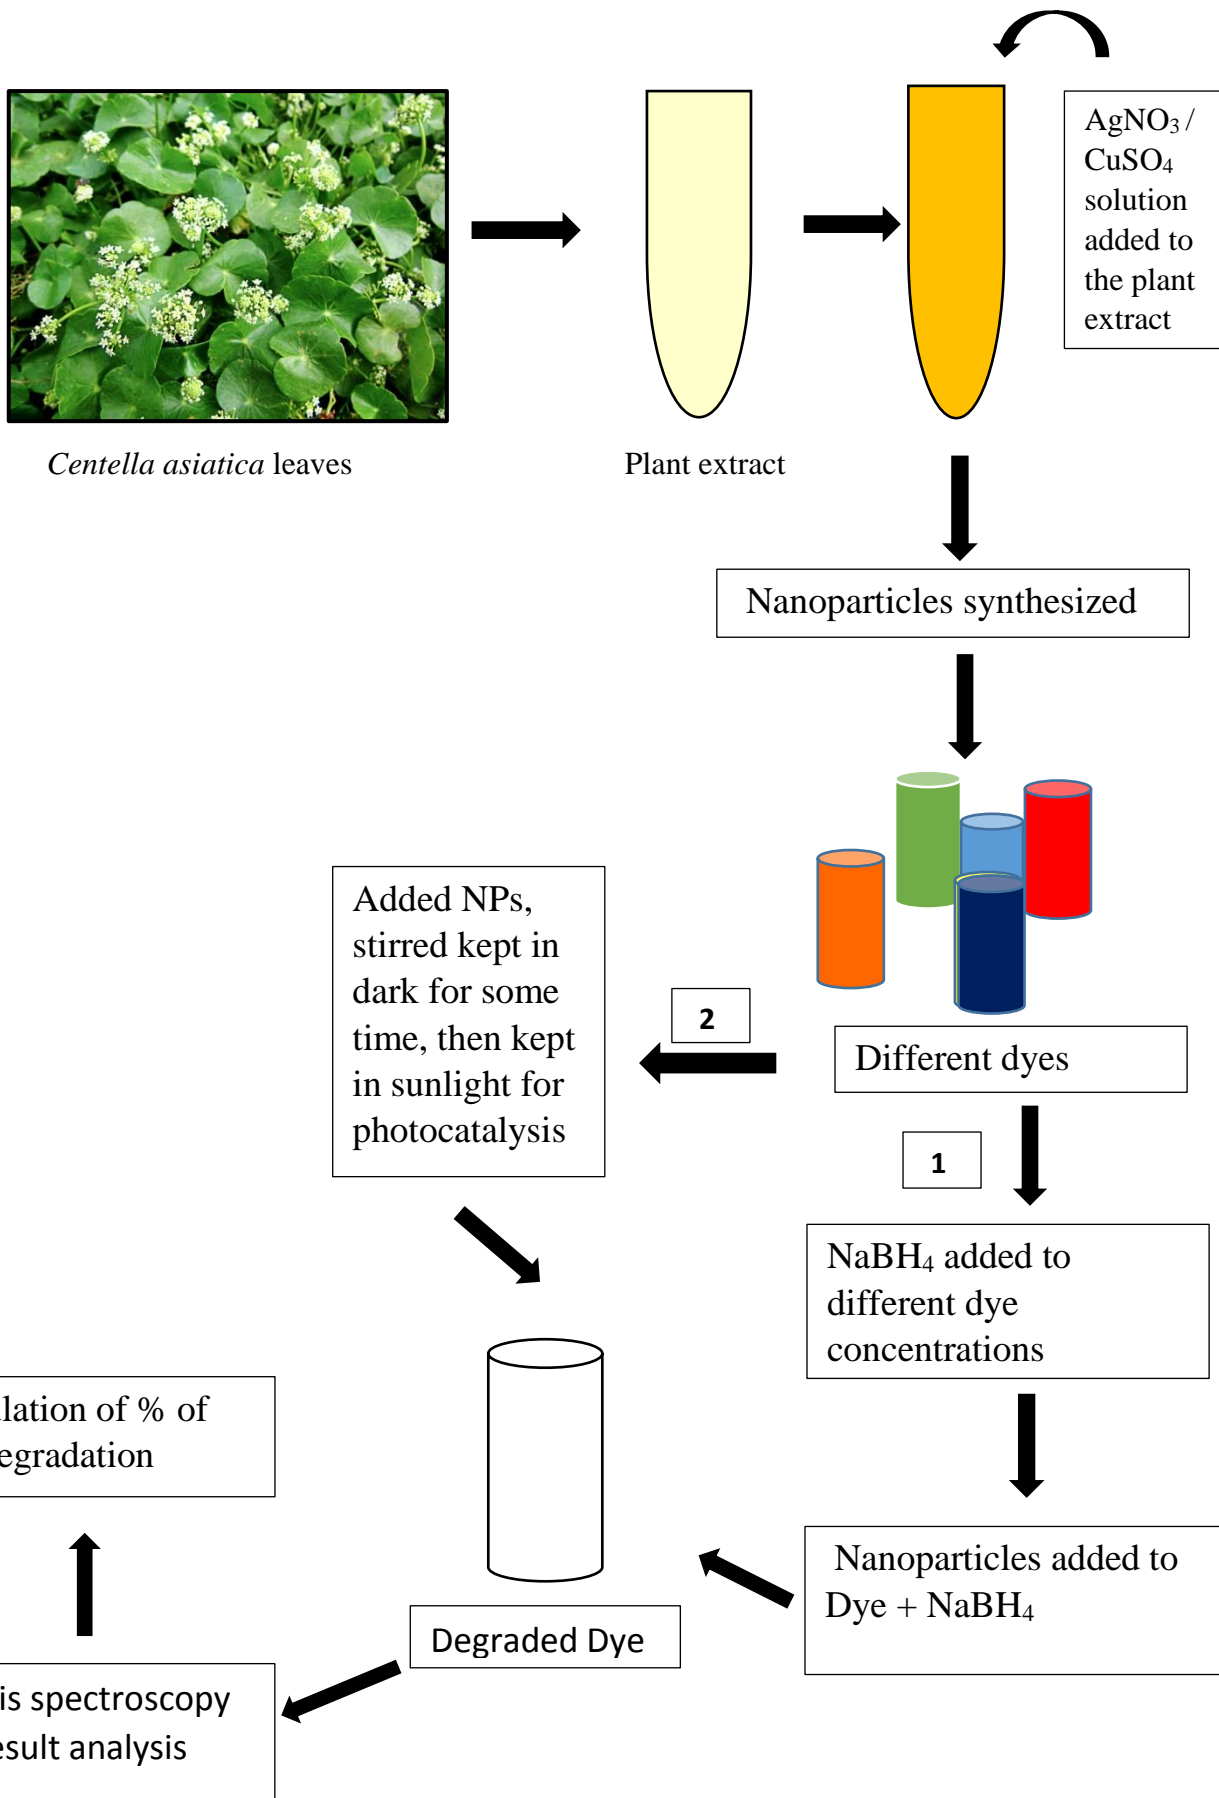 AgNO₃ /
CuSO₄
solution
added to
the plant
extract
Centella asiatica leaves
Plant extract
Nanoparticles synthesized
Added NPs,
stirred kept in
dark for some
time, then kept
in sunlight for
photocatalysis
2
Different dyes
1
NaBH₄ added to
different dye
concentrations
Nanoparticles added to
Dye + NaBH₄
Degraded Dye
is spectroscopy
esult analysis
lation of % of
egradation